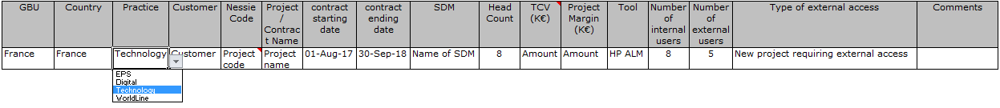 GBU Country Practice Customer Nessie Code Project / Contrac t Name contract starting date contract ending date SDM Head Count TCV (K€) Project Margin (K€) Tool Number of internal users Number of external users Type of external access Comments
France France Technology Customer Project code Project name 01-Aug-17 30-Sep-18 Name of SDM 8 Amount Amount HP ALM 8 5 New project requiring external access
EPS
Digital
Technology
WorldLine